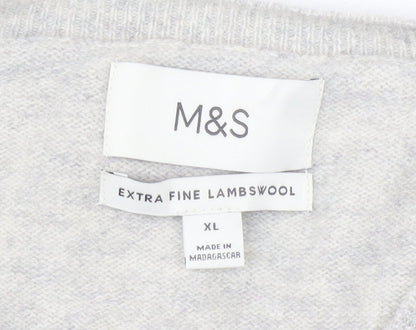 M&S
EXTRA FINE LAMBSWOOL
XL
MADE IN
MADAGASCAR